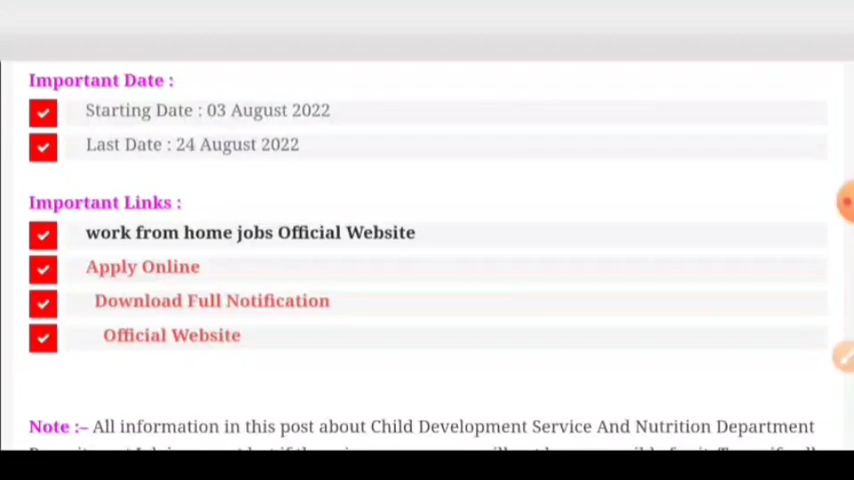 Important Date :
Starting Date : 03 August 2022
Last Date : 24 August 2022
Important Links :
work from home jobs Official Website
Apply Online
Download Full Notification
Official Website
Note :– All information in this post about Child Development Service And Nutrition Department